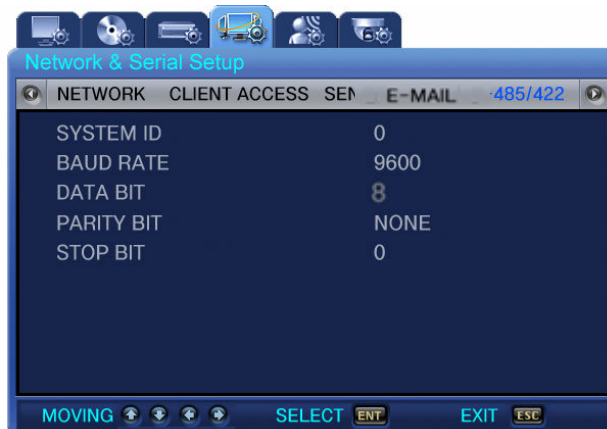 Network & Serial Setup
NETWORK CLIENT ACCESS SEN E-MAIL -485/422
SYSTEM ID 0
BAUD RATE 9600
DATA BIT 8
PARITY BIT NONE
STOP BIT 0
MOVING SELECT ENT EXIT ESC